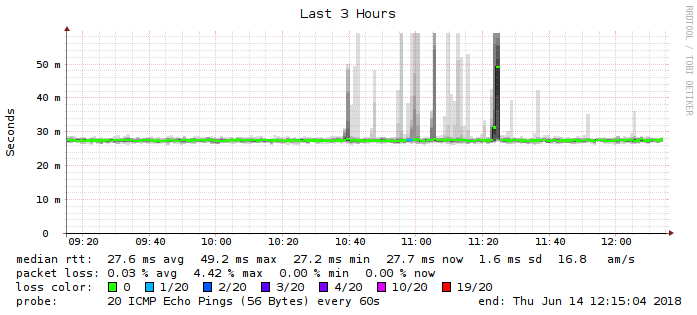 Last 3 Hours
RRDTOOL / TOBI OETIKER
Seconds
50 m
40 m
30 m
20 m
10 m
0
09:20 09:40 10:00 10:20 10:40 11:00 11:20 11:40 12:00
median rtt: 27.6 ms avg 49.2 ms max 27.2 ms min 27.7 ms now 1.6 ms sd 16.8 am/s
packet loss: 0.03 % avg 4.42 % max 0.00 % min 0.00 % now
loss color: 0 1/20 2/20 3/20 4/20 10/20 19/20
probe: 20 ICMP Echo Pings (56 Bytes) every 60s end: Thu Jun 14 12:15:04 2018